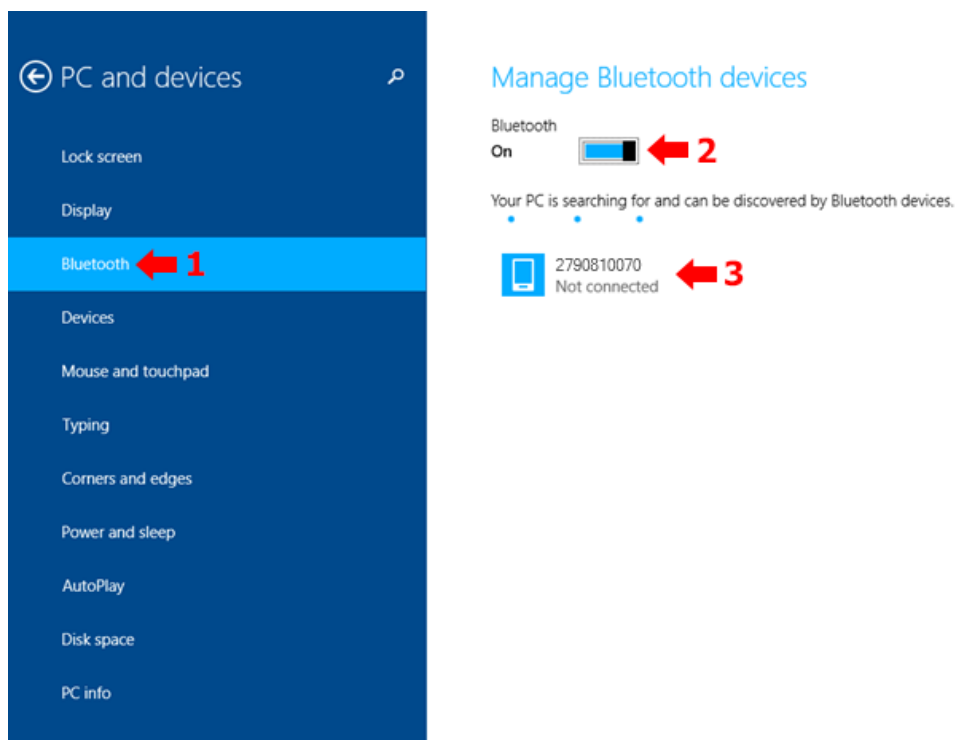 PC and devices
Lock screen
Display
Bluetooth 1
Devices
Mouse and touchpad
Typing
Corners and edges
Power and sleep
AutoPlay
Disk space
PC info
Manage Bluetooth devices
Bluetooth
On 2
Your PC is searching for and can be discovered by Bluetooth devices.
2790810070
Not connected
3